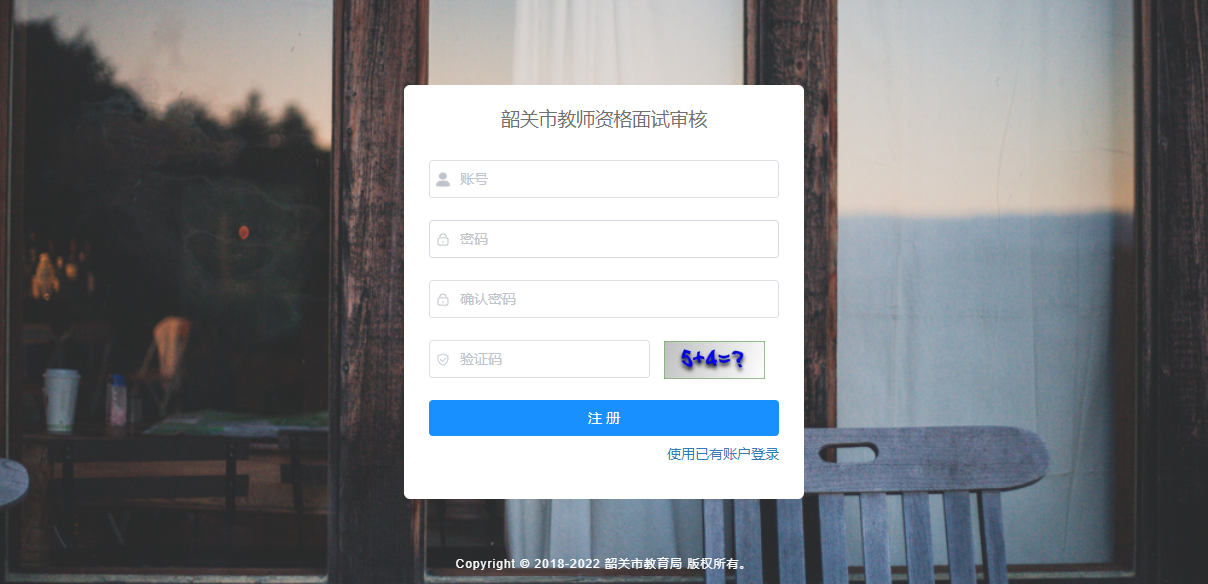 韶关市教师资格面试审核
账号
密码
确认密码
验证码 5+4=?
注 册
使用已有账户登录
Copyright © 2018-2022 韶关市教育局 版权所有。